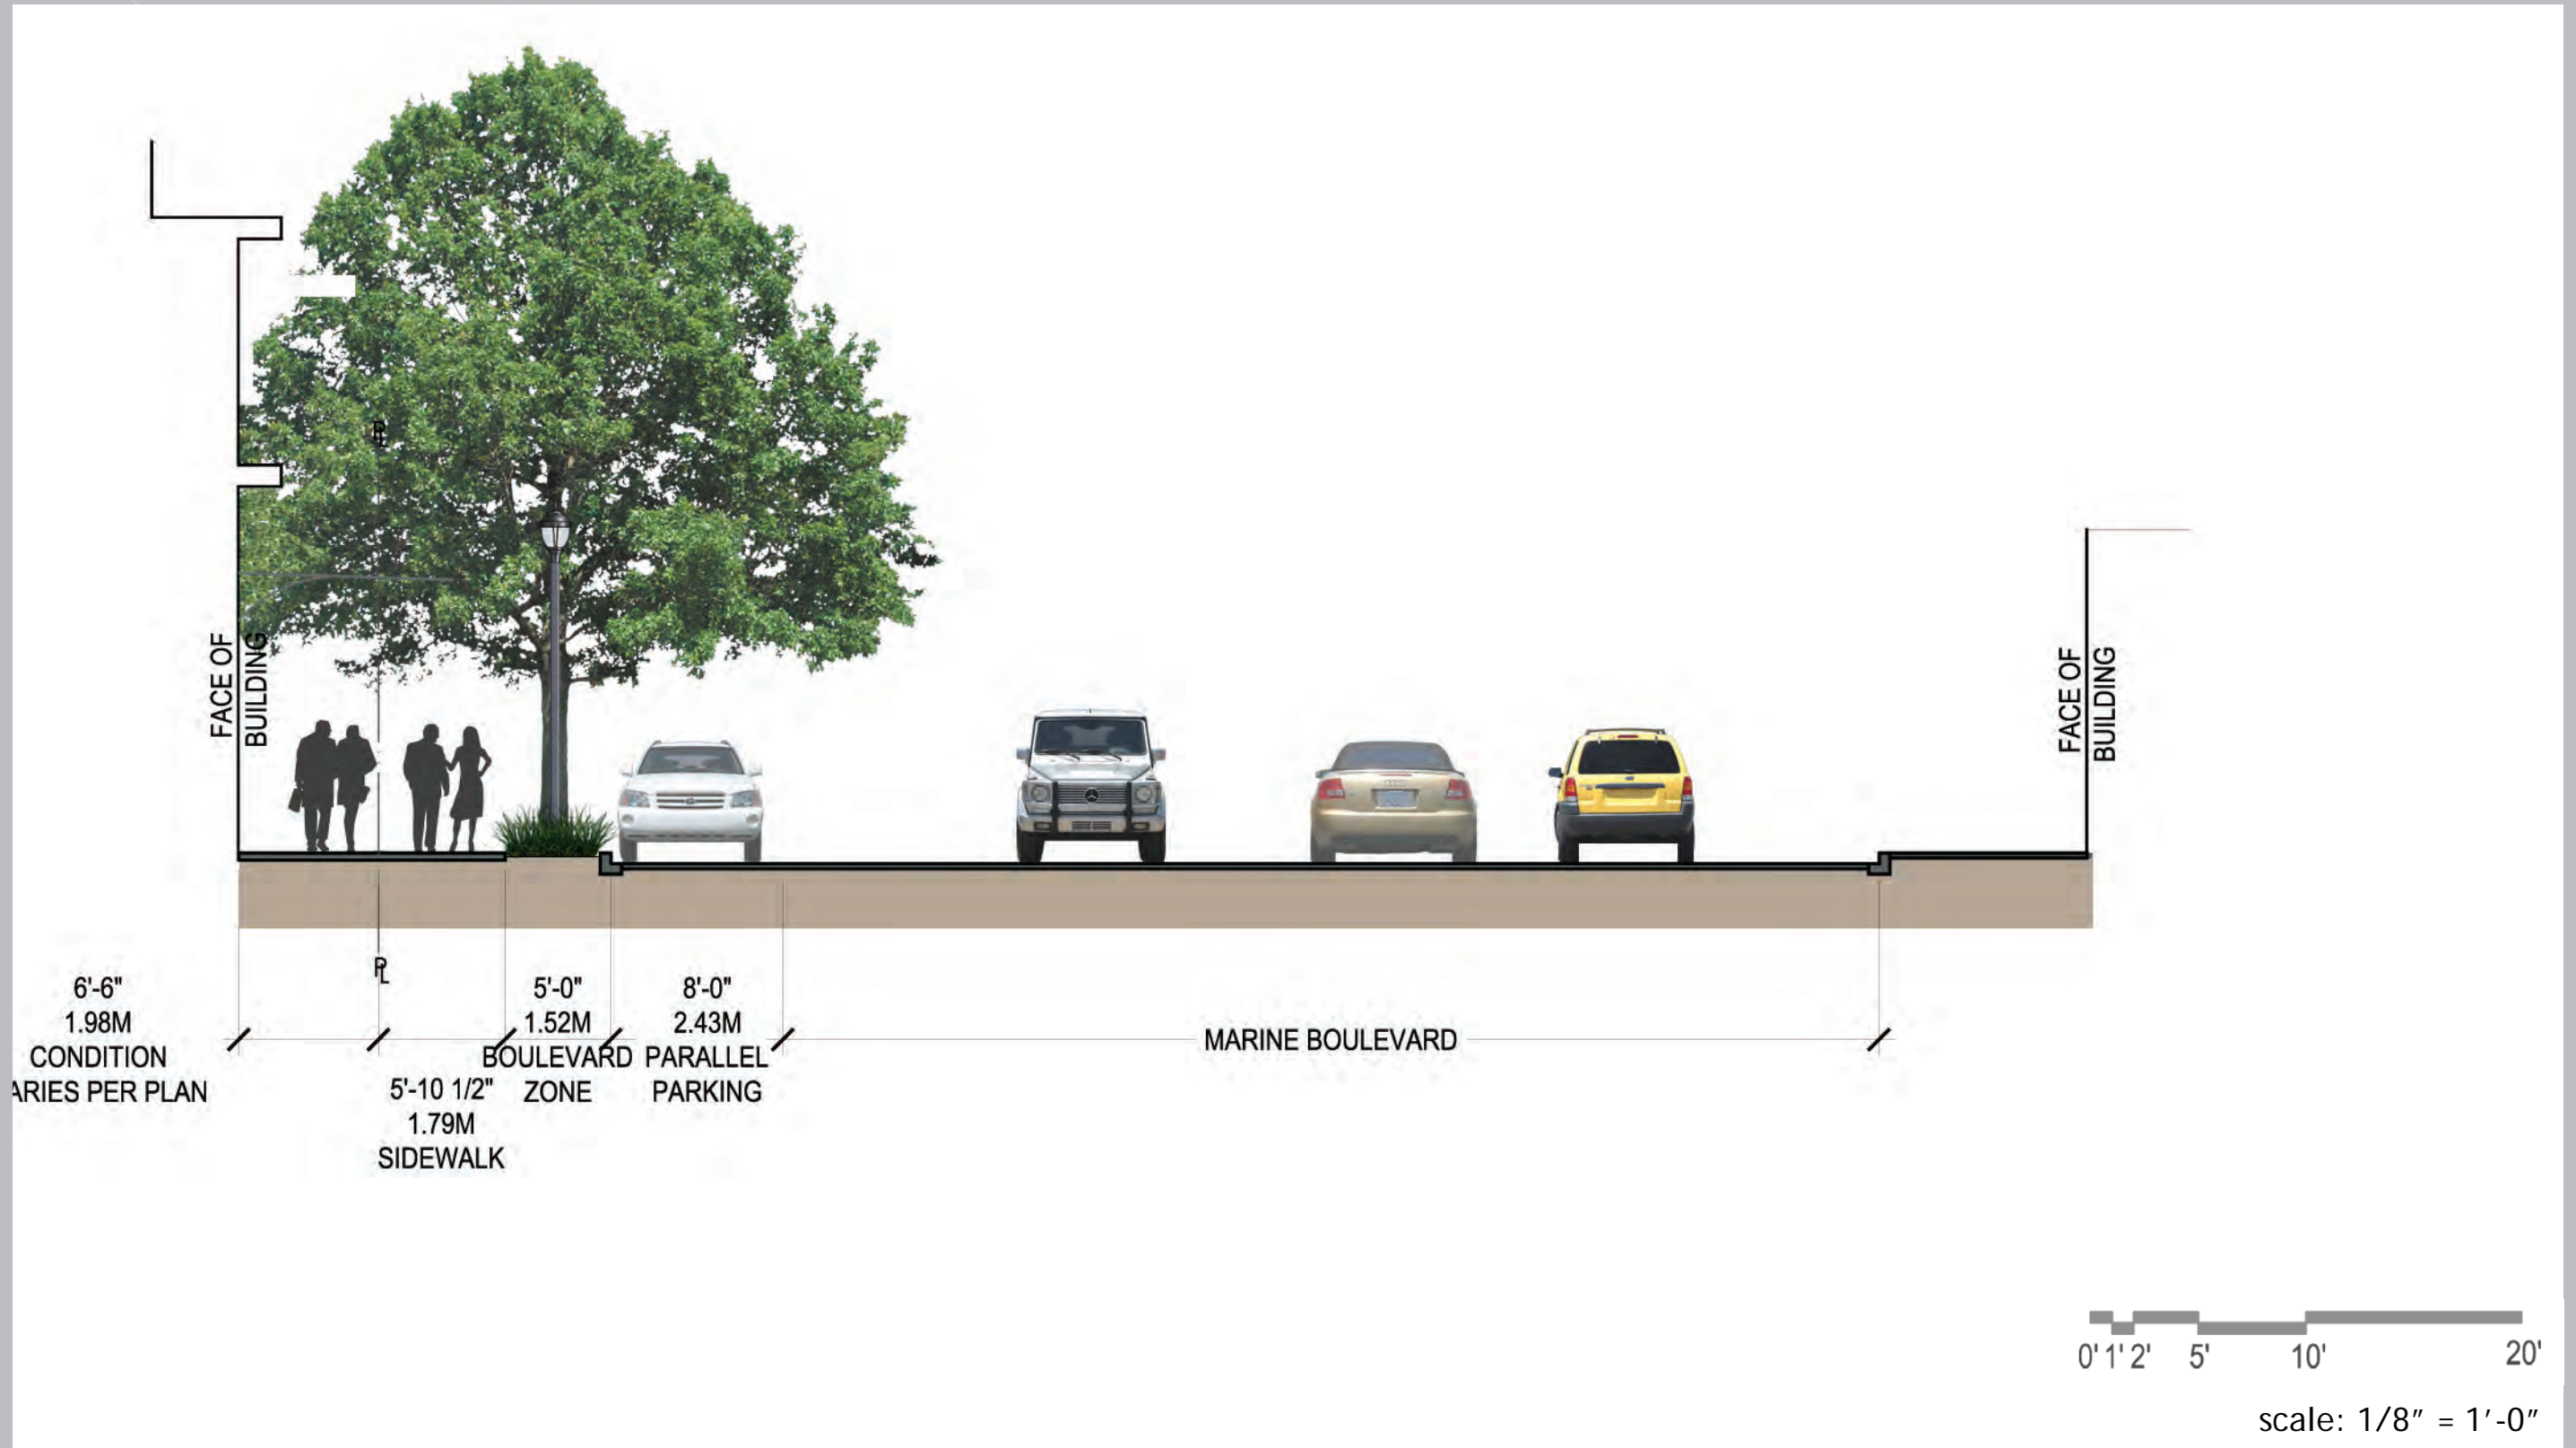 PL
FACE OF
BUILDING
FACE OF
BUILDING
PL
6'-6"
1.98M
CONDITION
ARIES PER PLAN
5'-10 1/2"
1.79M
SIDEWALK
5'-0"
1.52M
BOULEVARD
ZONE
8'-0"
2.43M
PARALLEL
PARKING
MARINE BOULEVARD
0' 1' 2' 5' 10' 20'
scale: 1/8" = 1'-0"